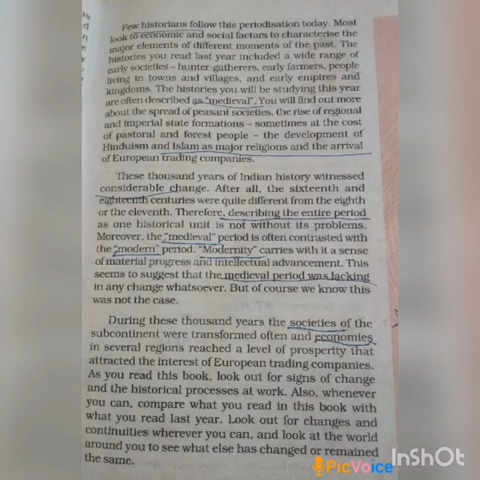 Few historians follow this periodisation today. Most
look to economic and social factors to characterise the
major elements of different moments of the past. The
histories you read last year included a wide range of
early societies – hunter-gatherers, early farmers, people
living in towns and villages, and early empires and
kingdoms. The histories you will be studying this year
are often described as "medieval". You will find out more
about the spread of peasant societies, the rise of regional
and imperial state formations – sometimes at the cost
of pastoral and forest people – the development of
Hinduism and Islam as major religions and the arrival
of European trading companies.
These thousand years of Indian history witnessed
considerable change. After all, the sixteenth and
eighteenth centuries were quite different from the eighth
or the eleventh. Therefore, describing the entire period
as one historical unit is not without its problems.
Moreover, the "medieval" period is often contrasted with
the "modern" period. "Modernity" carries with it a sense
of material progress and intellectual advancement. This
seems to suggest that the medieval period was lacking
in any change whatsoever. But of course we know this
was not the case.
During these thousand years the societies of the
subcontinent were transformed often and economies
in several regions reached a level of prosperity that
attracted the interest of European trading companies.
As you read this book, look out for signs of change
and the historical processes at work. Also, whenever
you can, compare what you read in this book with
what you read last year. Look out for changes and
continuities wherever you can, and look at the world
around you to see what else has changed or remained
the same.
PicVoice
InShOt